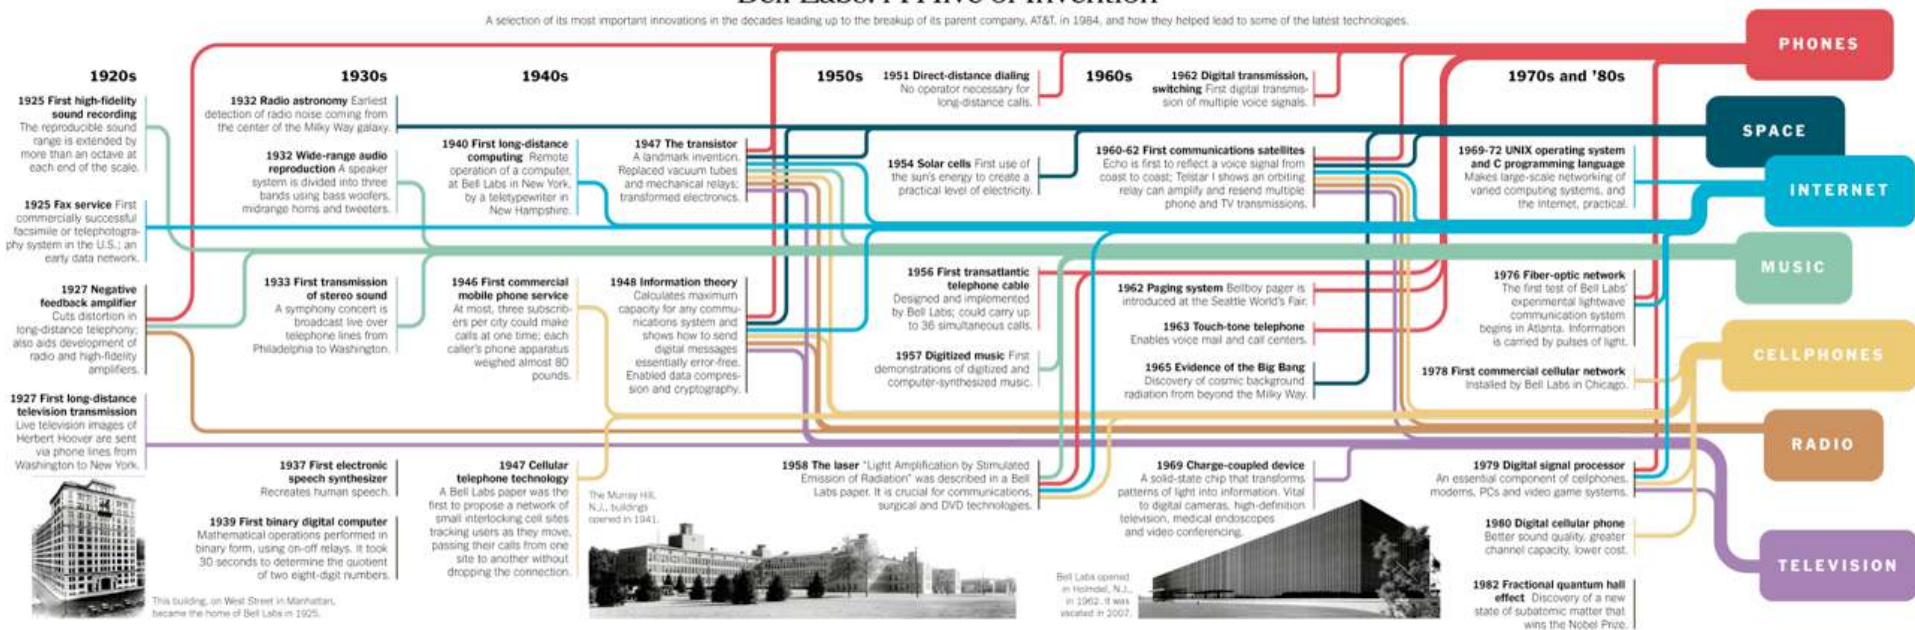 Bell Labs: A Hive of Invention
A selection of its most important innovations in the decades leading up to the breakup of its parent company, AT&T, in 1984, and how they helped lead to some of the latest technologies.
1920s
1925 First high-fidelity
sound recording
The reproducible sound
range is extended by
more than an octave at
each end of the scale.
1925 Fax service First
commercially successful
facsimile or telephotogra-
phy system in the U.S.; an
early data network.
1927 Negative
feedback amplifier
Cuts distortion in
long-distance telephony;
also aids development of
radio and high-fidelity
amplifiers.
1927 First long-distance
television transmission
Live television images of
Herbert Hoover are sent
via phone lines from
Washington to New York.
This building, on West Street in Manhattan,
became the home of Bell Labs in 1925.
1930s
1932 Radio astronomy Earliest
detection of radio noise coming from
the center of the Milky Way galaxy.
1932 Wide-range audio
reproduction A speaker
system is divided into three
bands using bass woofers,
midrange horns and tweeters.
1933 First transmission
of stereo sound
A symphony concert is
broadcast live over
telephone lines from
Philadelphia to Washington.
1937 First electronic
speech synthesizer
Recreates human speech.
1939 First binary digital computer
Mathematical operations performed in
binary form, using on-off relays. It took
30 seconds to determine the quotient
of two eight-digit numbers.
1940s
1940 First long-distance
computing Remote
operation of a computer,
at Bell Labs in New York,
by a teletypewriter in
New Hampshire.
1946 First commercial
mobile phone service
At most, three subscrib-
ers per city could make
calls at one time; each
caller's phone apparatus
weighed almost 80
pounds.
1947 Cellular
telephone technology
A Bell Labs paper was the
first to propose a network of
small interlocking cell sites
tracking users as they move,
passing their calls from one
site to another without
dropping the connection.
1947 The transistor
A landmark invention.
Replaced vacuum tubes
and mechanical relays;
transformed electronics.
1948 Information theory
Calculates maximum
capacity for any commu-
nications system and
shows how to send
digital messages
essentially error-free.
Enabled data compres-
sion and cryptography.
The Murray Hill,
N.J., buildings
opened in 1941.
1950s
1951 Direct-distance dialing
No operator necessary for
long-distance calls.
1954 Solar cells First use of
the sun's energy to create a
practical level of electricity.
1956 First transatlantic
telephone cable
Designed and implemented
by Bell Labs; could carry up
to 36 simultaneous calls.
1957 Digitized music First
demonstrations of digitized and
computer-synthesized music.
1958 The laser "Light Amplification by Stimulated
Emission of Radiation" was described in a Bell
Labs paper. It is crucial for communications,
surgical and DVD technologies.
1960s
1962 Digital transmission,
switching First digital transmis-
sion of multiple voice signals.
1960-62 First communications satellites
Echo is first to reflect a voice signal from
coast to coast; Telstar I shows an orbiting
relay can amplify and resend multiple
phone and TV transmissions.
1962 Paging system Bellboy pager is
introduced at the Seattle World's Fair.
1963 Touch-tone telephone
Enables voice mail and call centers.
1965 Evidence of the Big Bang
Discovery of cosmic background
radiation from beyond the Milky Way.
1969 Charge-coupled device
A solid-state chip that transforms
patterns of light into information. Vital
to digital cameras, high-definition
television, medical endoscopes
and video conferencing.
Bell Labs opened
in Holmdel, N.J.,
in 1962. It was
vacated in 2007.
1970s and '80s
1969-72 UNIX operating system
and C programming language
Makes large-scale networking of
varied computing systems, and
the Internet, practical.
1976 Fiber-optic network
The first test of Bell Labs'
experimental lightwave
communication system
begins in Atlanta. Information
is carried by pulses of light.
1978 First commercial cellular network
Installed by Bell Labs in Chicago.
1979 Digital signal processor
An essential component of cellphones,
modems, PCs and video game systems.
1980 Digital cellular phone
Better sound quality, greater
channel capacity, lower cost.
1982 Fractional quantum hall
effect Discovery of a new
state of subatomic matter that
wins the Nobel Prize.
PHONES
SPACE
INTERNET
MUSIC
CELLPHONES
RADIO
TELEVISION